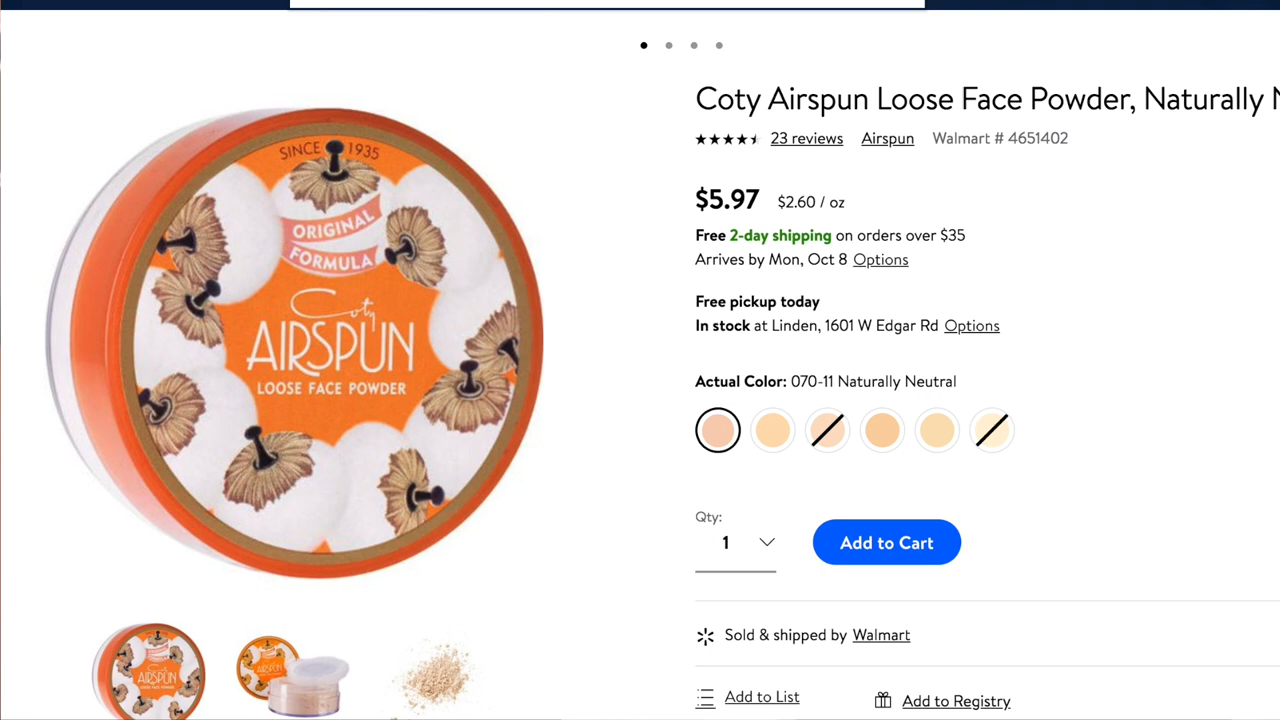 Coty Airspun Loose Face Powder, Naturally
23 reviews Airspun Walmart # 4651402
$5.97 $2.60 / oz
Free 2-day shipping on orders over $35
Arrives by Mon, Oct 8 Options
Free pickup today
In stock at Linden, 1601 W Edgar Rd Options
Actual Color: 070-11 Naturally Neutral
Qty:
1
Add to Cart
Sold & shipped by Walmart
Add to List Add to Registry
SINCE 1935
ORIGINAL
FORMULA
Coty
AIRSPUN
LOOSE FACE POWDER
AIRSPUN
AIRSPUN